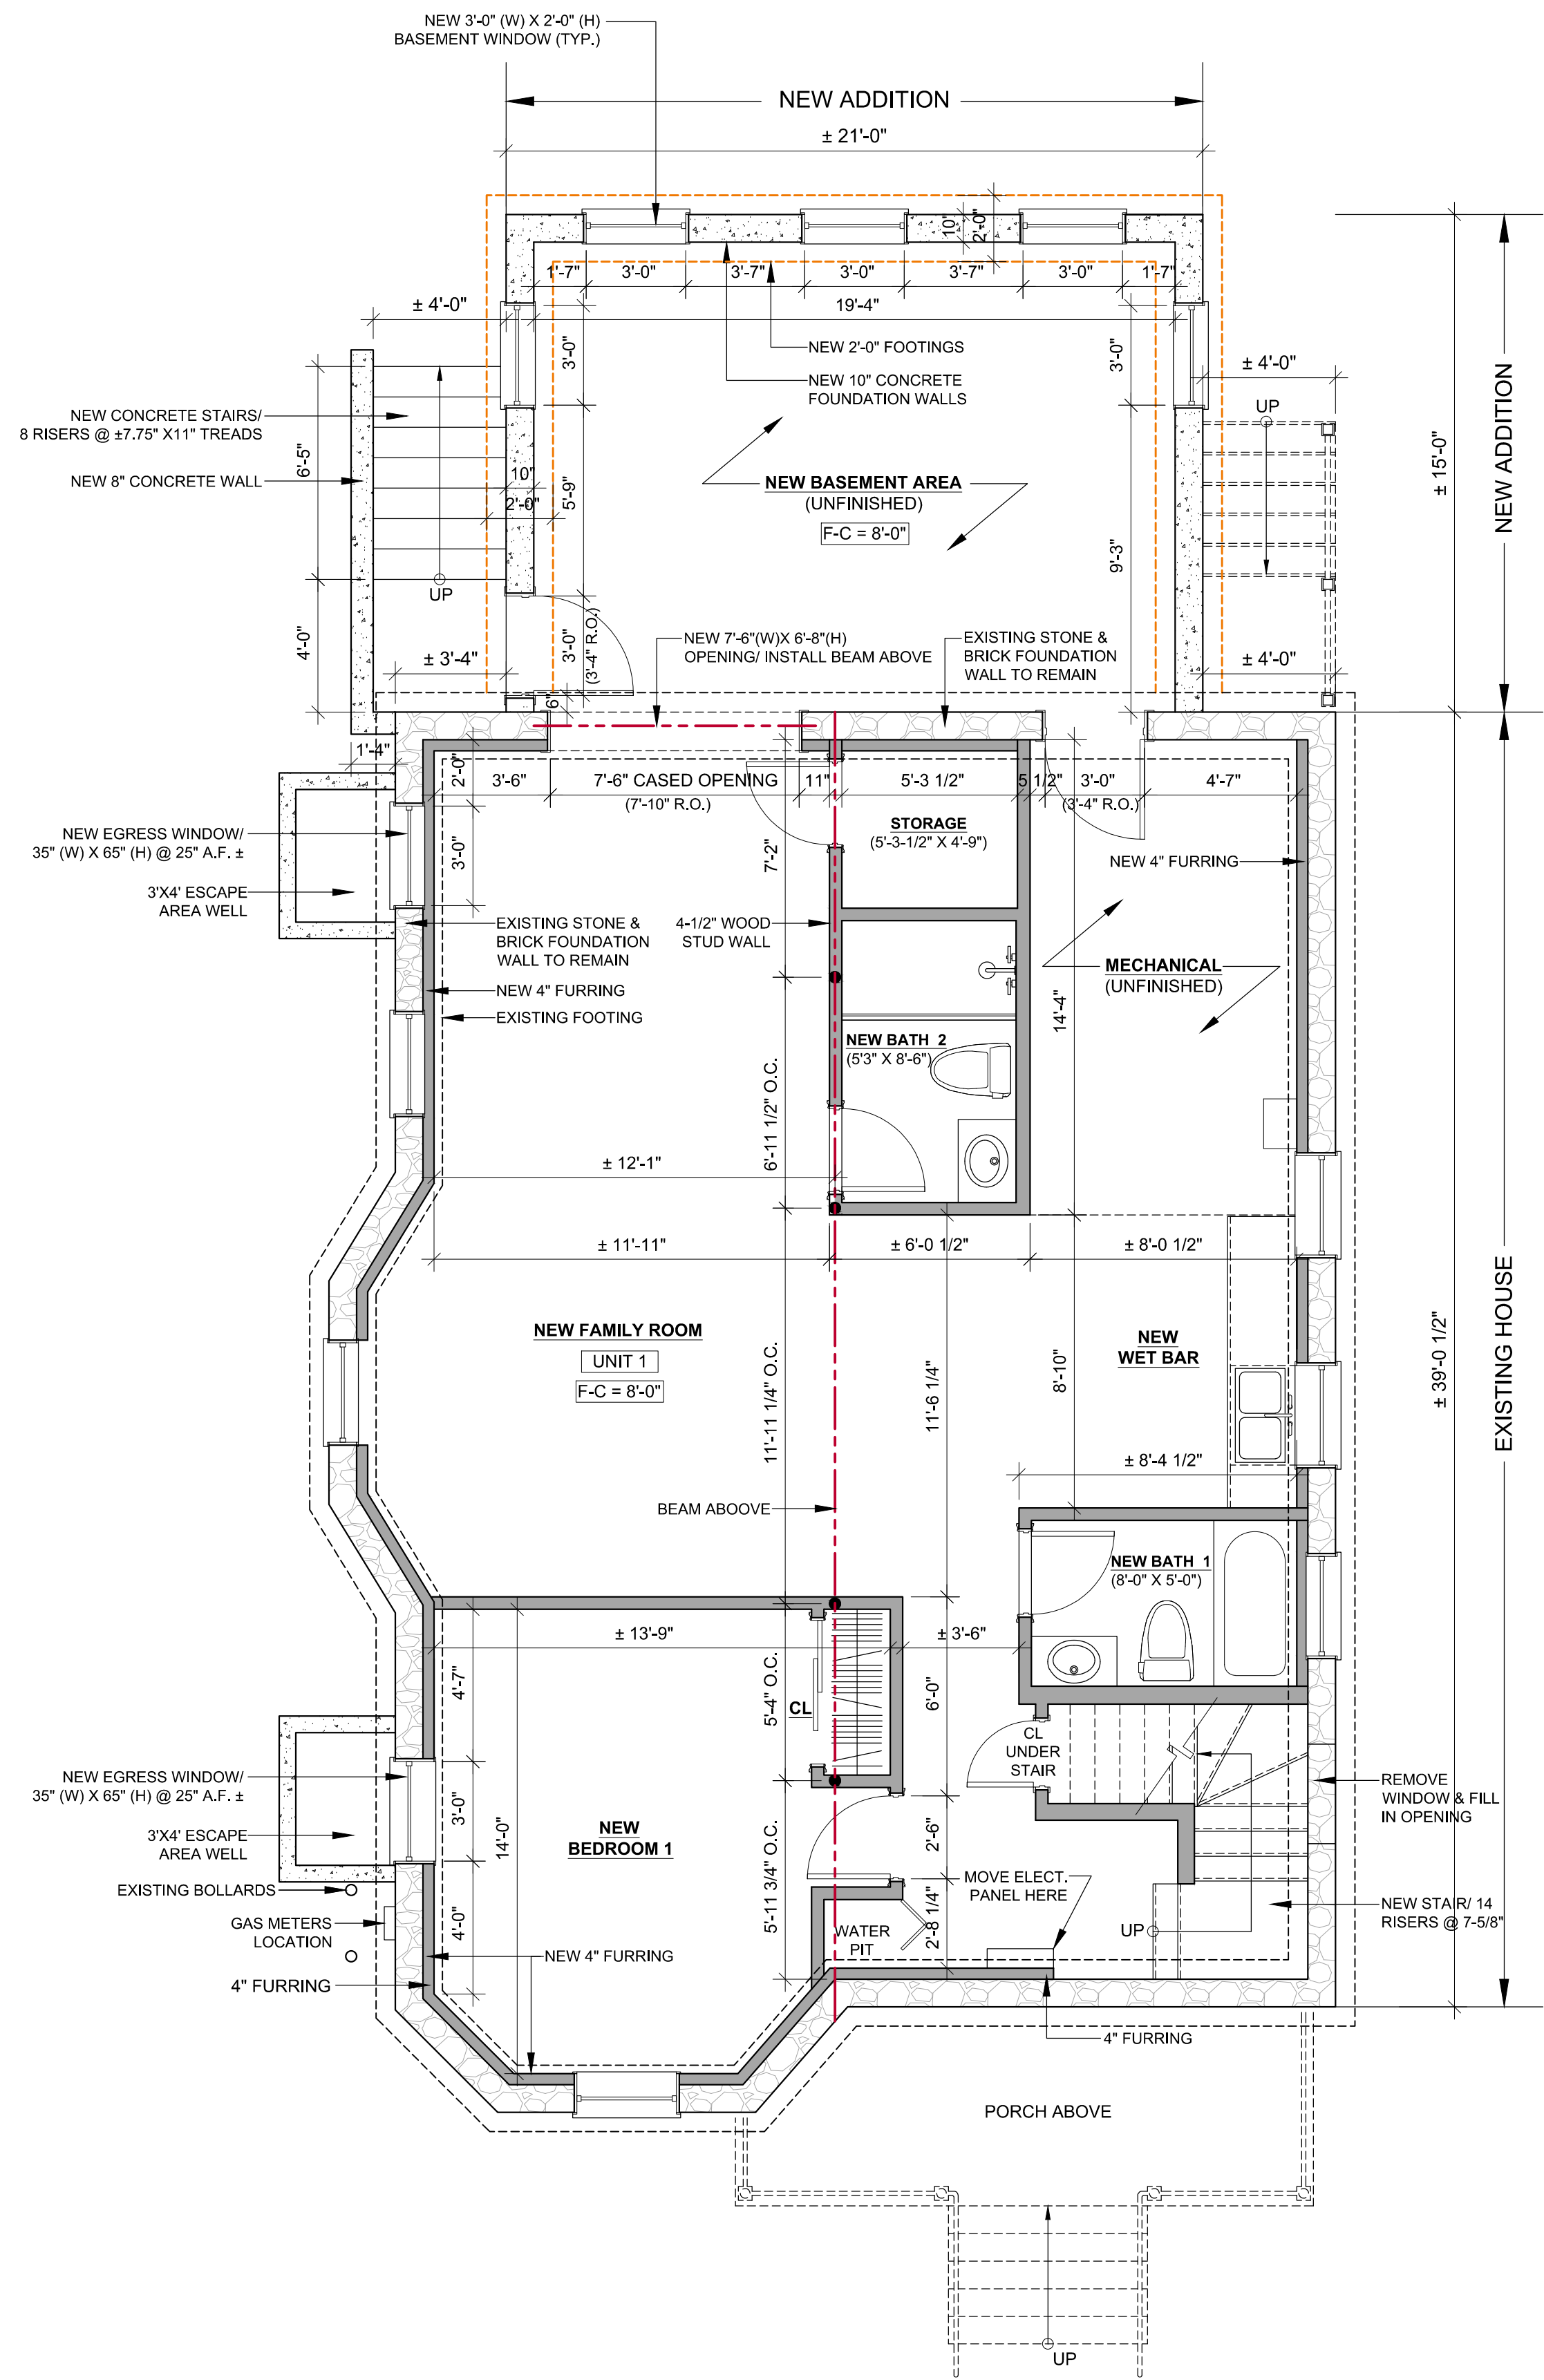 NEW 3'-0" (W) X 2'-0" (H)
BASEMENT WINDOW (TYP.)
NEW ADDITION
± 21'-0"
10"
2'-0"
1'-7"
3'-0"
3'-7"
3'-0"
3'-7"
3'-0"
1'-7"
± 4'-0"
19'-4"
3'-0"
3'-0"
NEW 2'-0" FOOTINGS
NEW 10" CONCRETE
FOUNDATION WALLS
± 4'-0"
UP
NEW ADDITION
± 15'-0"
NEW CONCRETE STAIRS/
8 RISERS @ ±7.75" X11" TREADS
6'-5"
NEW 8" CONCRETE WALL
10"
2'-0"
5'-9"
NEW BASEMENT AREA
(UNFINISHED)
F-C = 8'-0"
9'-3"
UP
4'-0"
± 3'-4"
3'-0"
(3'-4" R.O.)
6"
NEW 7'-6"(W)X 6'-8"(H)
OPENING/ INSTALL BEAM ABOVE
EXISTING STONE &
BRICK FOUNDATION
WALL TO REMAIN
± 4'-0"
1'-4"
2'-0"
3'-6"
7'-6" CASED OPENING
(7'-10" R.O.)
11"
5'-3 1/2"
5 1/2"
3'-0"
(3'-4" R.O.)
4'-7"
NEW EGRESS WINDOW/
35" (W) X 65" (H) @ 25" A.F. ±
3'-0"
7'-2"
STORAGE
(5'-3-1/2" X 4'-9")
NEW 4" FURRING
3'X4' ESCAPE
AREA WELL
EXISTING STONE &
BRICK FOUNDATION
WALL TO REMAIN
4-1/2" WOOD
STUD WALL
NEW 4" FURRING
EXISTING FOOTING
MECHANICAL
(UNFINISHED)
14'-4"
NEW BATH 2
(5'3" X 8'-6")
6'-11 1/2" O.C.
± 12'-1"
± 11'-11"
± 6'-0 1/2"
± 8'-0 1/2"
NEW FAMILY ROOM
UNIT 1
F-C = 8'-0"
11'-11 1/4" O.C.
11'-6 1/4"
8'-10"
NEW
WET BAR
± 39'-0 1/2"
EXISTING HOUSE
± 8'-4 1/2"
BEAM ABOOVE
NEW BATH 1
(8'-0" X 5'-0")
± 13'-9"
± 3'-6"
4'-7"
5'-4" O.C.
CL
6'-0"
CL
UNDER
STAIR
NEW EGRESS WINDOW/
35" (W) X 65" (H) @ 25" A.F. ±
3'X4' ESCAPE
AREA WELL
3'-0"
14'-0"
NEW
BEDROOM 1
2'-6"
REMOVE
WINDOW & FILL
IN OPENING
EXISTING BOLLARDS
GAS METERS
LOCATION
4'-0"
5'-11 3/4" O.C.
MOVE ELECT.
PANEL HERE
WATER
PIT
2'-8 1/4"
UP
NEW STAIR/ 14
RISERS @ 7-5/8"
NEW 4" FURRING
4" FURRING
4" FURRING
PORCH ABOVE
UP